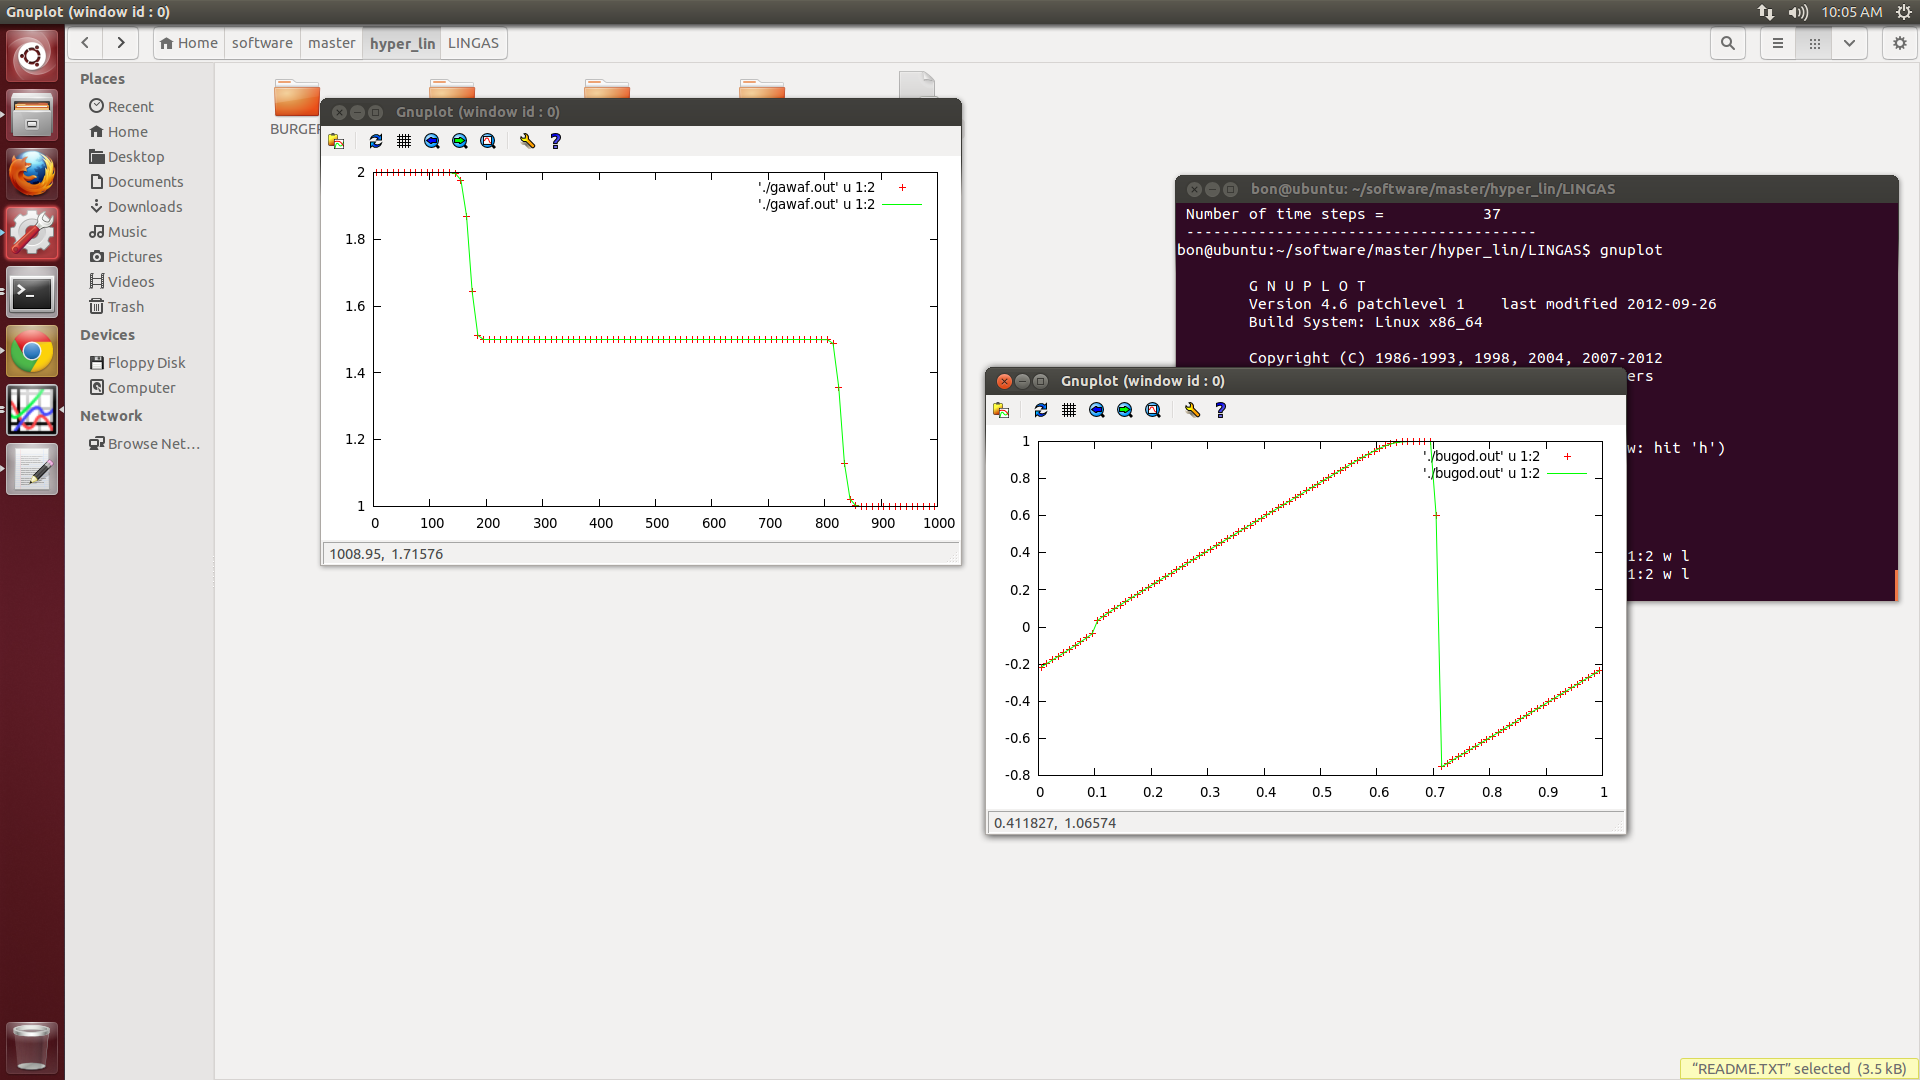 Gnuplot (window id : 0)
10:05 AM
Home software master hyper_lin LINGAS
Places
Recent
Home
Desktop
Documents
Downloads
Music
Pictures
Videos
Trash
Devices
Floppy Disk
Computer
Network
Browse Net...
BURGER
Gnuplot (window id : 0)
'./gawaf.out' u 1:2
'./gawaf.out' u 1:2
2
1.8
1.6
1.4
1.2
1
0 100 200 300 400 500 600 700 800 900 1000
1008.95, 1.71576
bon@ubuntu: ~/software/master/hyper_lin/LINGAS
Number of time steps = 37
---------------------------------------
bon@ubuntu:~/software/master/hyper_lin/LINGAS$ gnuplot
G N U P L O T
Version 4.6 patchlevel 1 last modified 2012-09-26
Build System: Linux x86_64
Copyright (C) 1986-1993, 1998, 2004, 2007-2012
ers
w: hit 'h')
1:2 w l
1:2 w l
Gnuplot (window id : 0)
'./bugod.out' u 1:2
'./bugod.out' u 1:2
1
0.8
0.6
0.4
0.2
0
-0.2
-0.4
-0.6
-0.8
0 0.1 0.2 0.3 0.4 0.5 0.6 0.7 0.8 0.9 1
0.411827, 1.06574
"README.TXT" selected (3.5 kB)